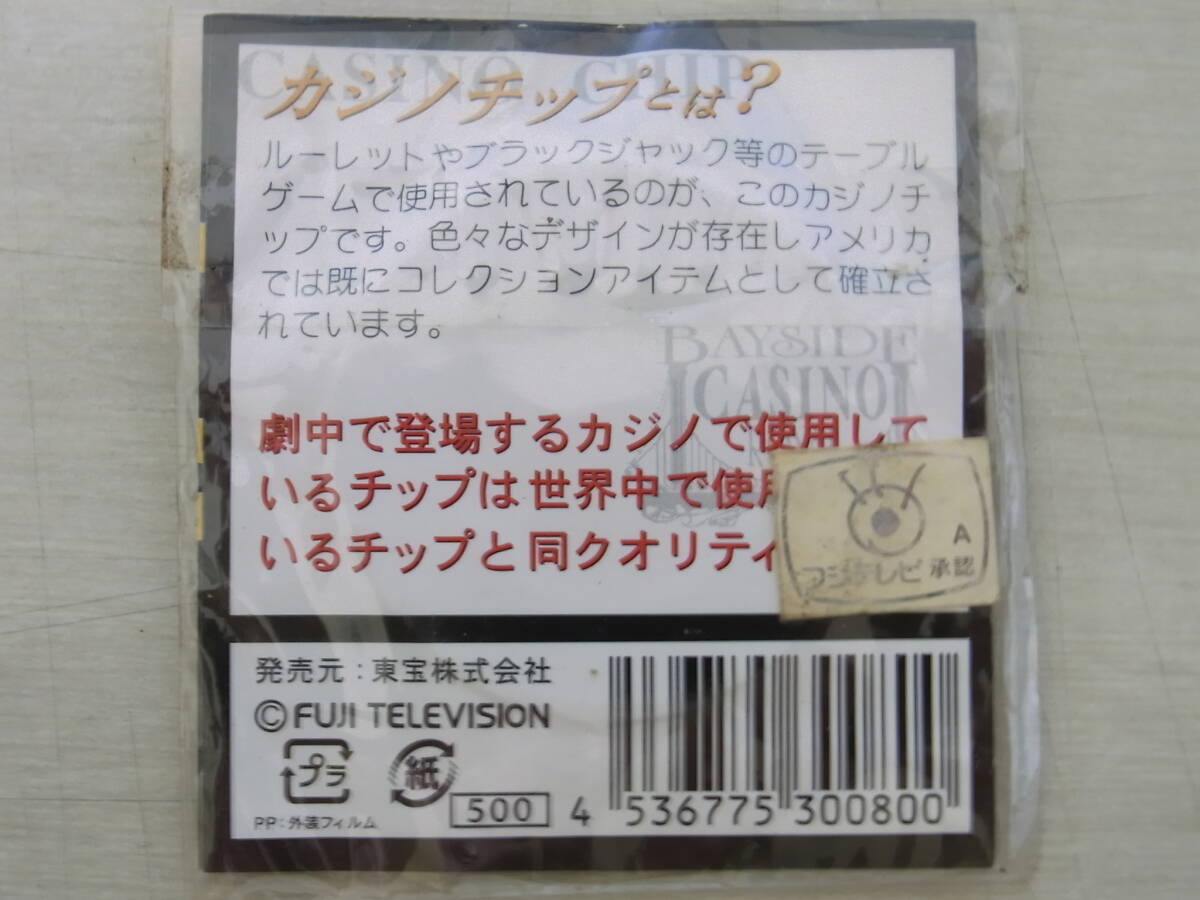 CASINO CHIP
カジノチップとは?
ルーレットやブラックジャック等のテーブル
ゲームで使用されているのが、このカジノチ
ップです。色々なデザインが存在しアメリカ
では既にコレクションアイテムとして確立さ
れています。
BAYSIDE
CASINO
劇中で登場するカジノで使用して
いるチップは世界中で使用
いるチップと同クオリティ
A
フジテレビ 承認
発売元:東宝株式会社
©FUJI TELEVISION
プラ 紙
PP:外装フィルム
500
4 536775 300800